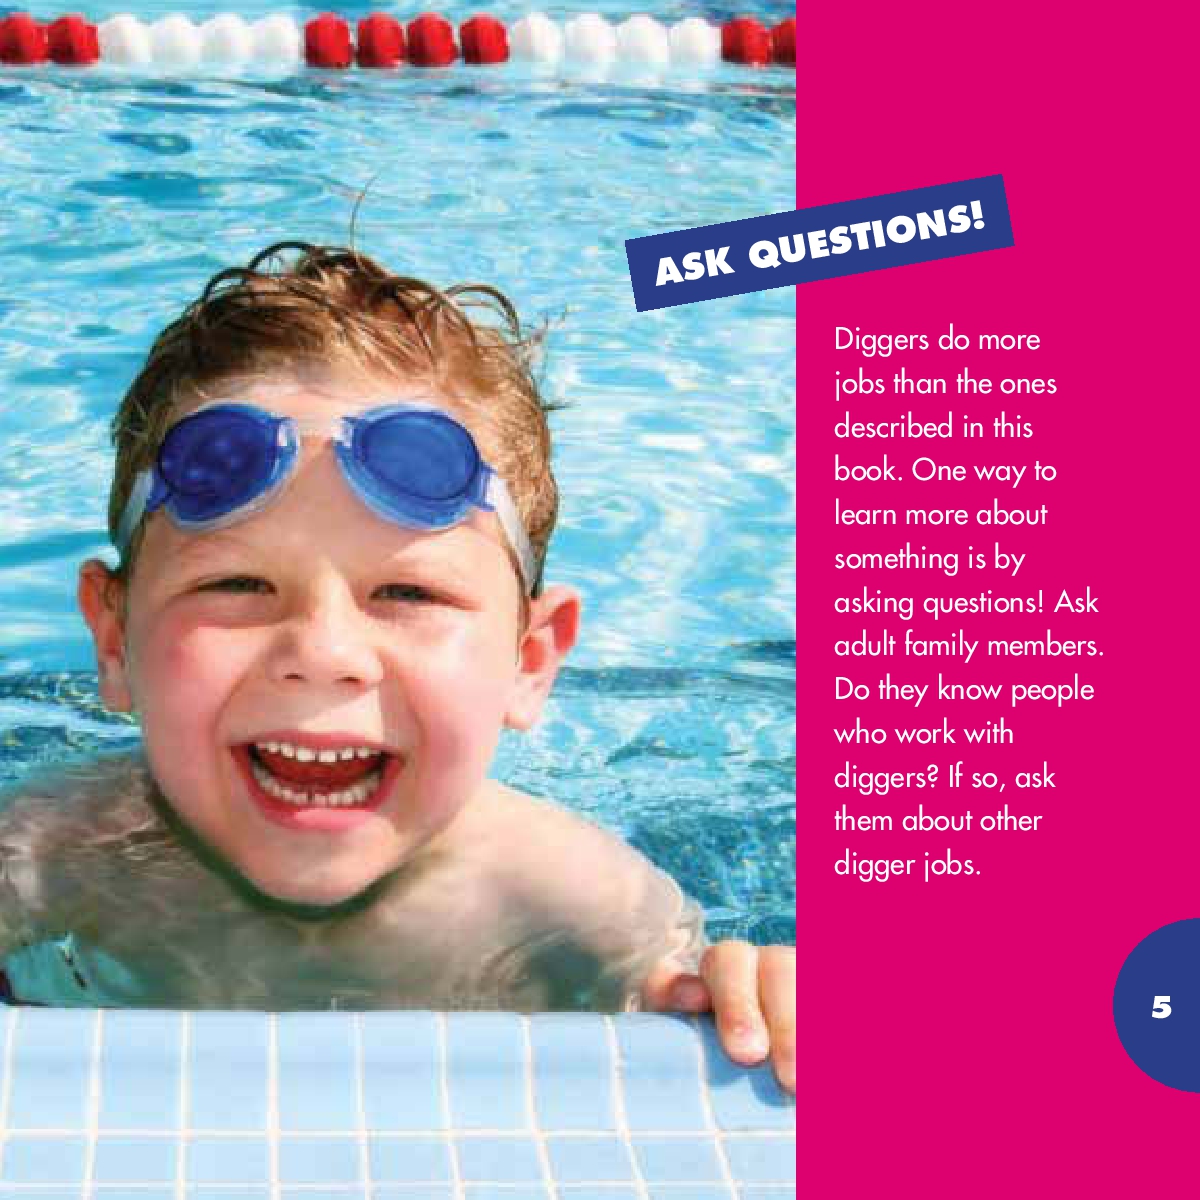 ASK QUESTIONS!
Diggers do more
jobs than the ones
described in this
book. One way to
learn more about
something is by
asking questions! Ask
adult family members.
Do they know people
who work with
diggers? If so, ask
them about other
digger jobs.
5